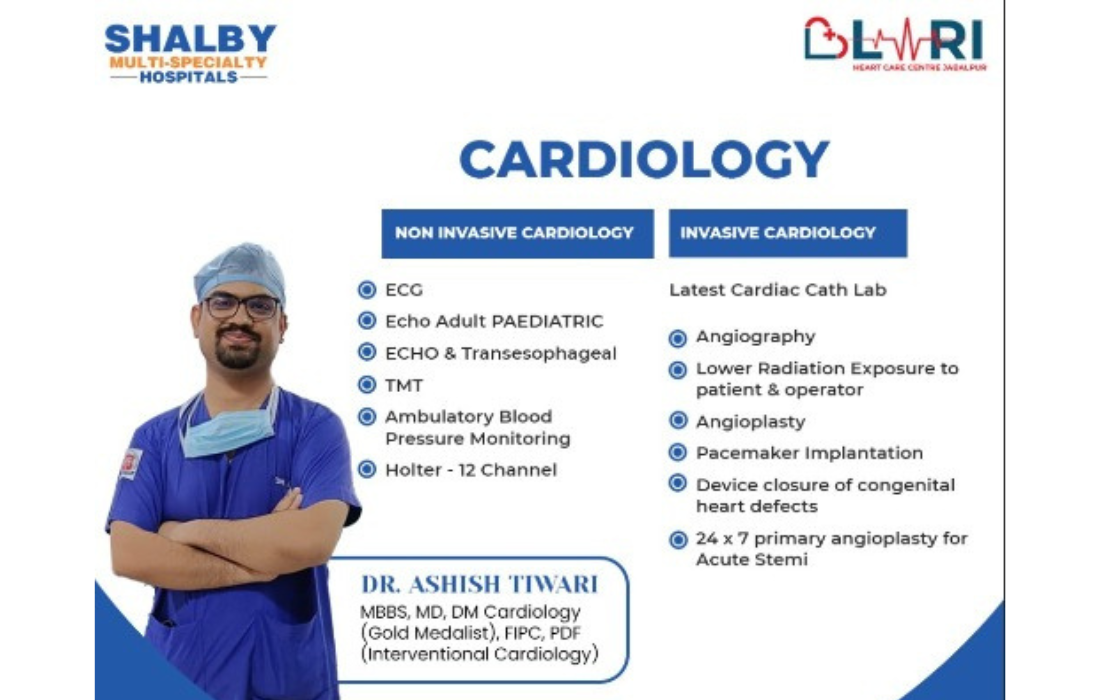 SHALBY
MULTI-SPECIALTY
HOSPITALS
BLARI
HEART CARE CENTRE JABALPUR
CARDIOLOGY
NON INVASIVE CARDIOLOGY
ECG
Echo Adult PAEDIATRIC
ECHO & Transesophageal
TMT
Ambulatory Blood
Pressure Monitoring
Holter - 12 Channel
INVASIVE CARDIOLOGY
Latest Cardiac Cath Lab
Angiography
Lower Radiation Exposure to
patient & operator
Angioplasty
Pacemaker Implantation
Device closure of congenital
heart defects
24 x 7 primary angioplasty for
Acute Stemi
DR. ASHISH TIWARI
MBBS, MD, DM Cardiology
(Gold Medalist), FIPC, PDF
(Interventional Cardiology)